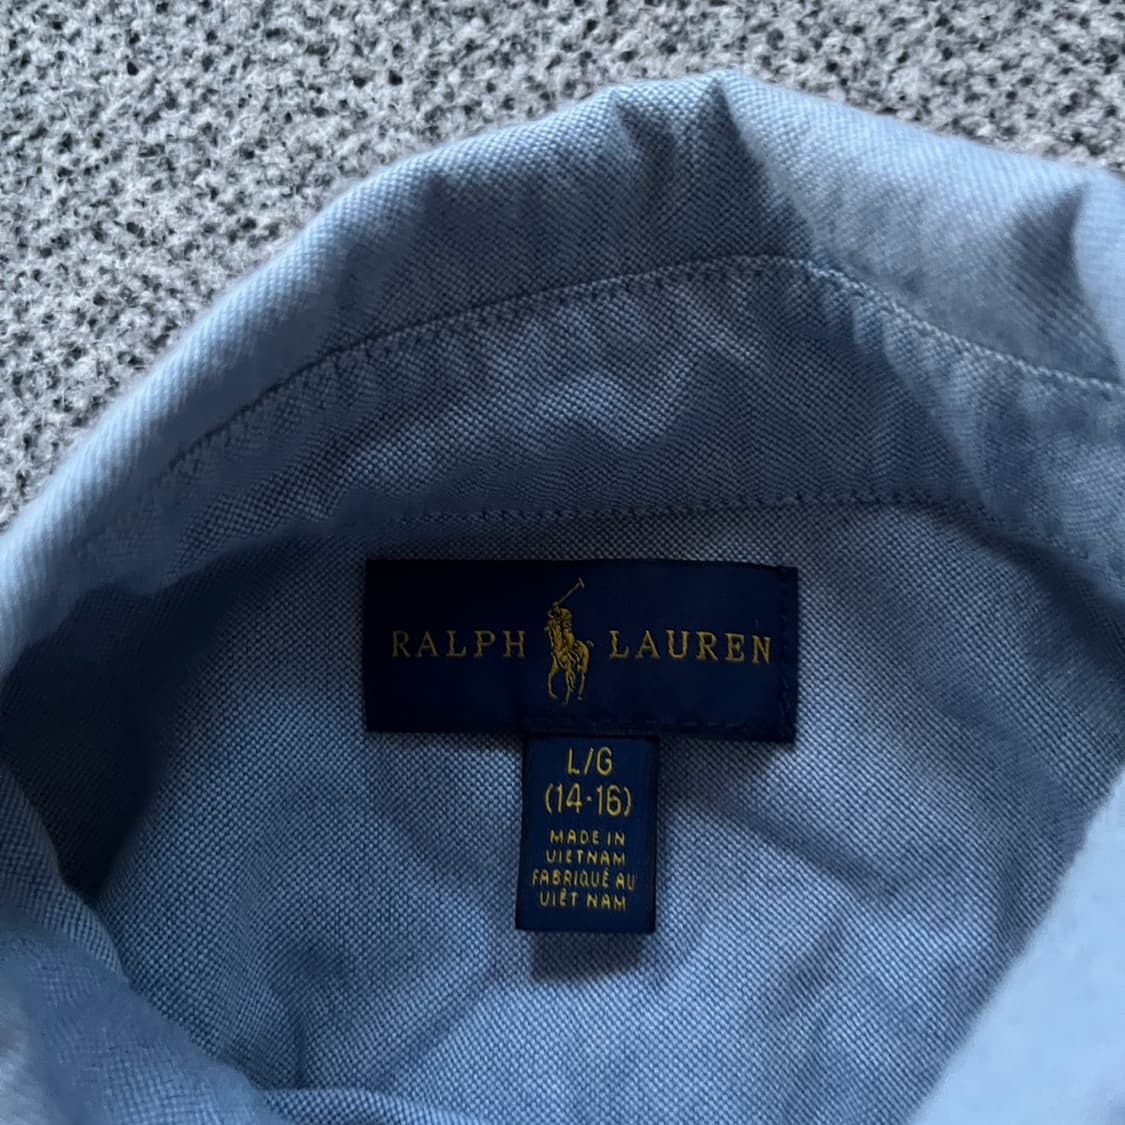 RALPH LAUREN
L/G
(14-16)
MADE IN
VIETNAM
FABRIQUÉ AU
VIÊT NAM